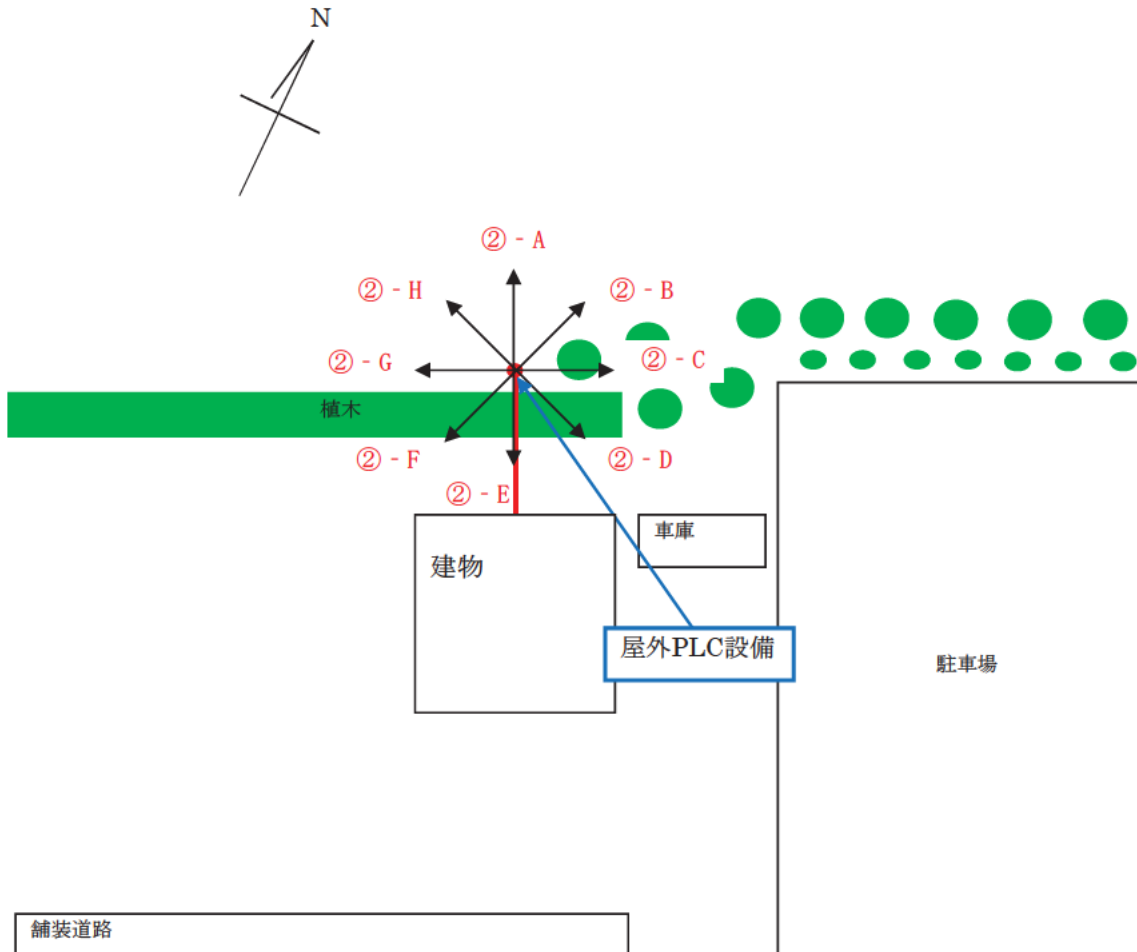 N
② - A
② - H
② - B
② - G
② - C
植木
② - F
② - D
② - E
車庫
建物
屋外PLC設備
駐車場
舗装道路